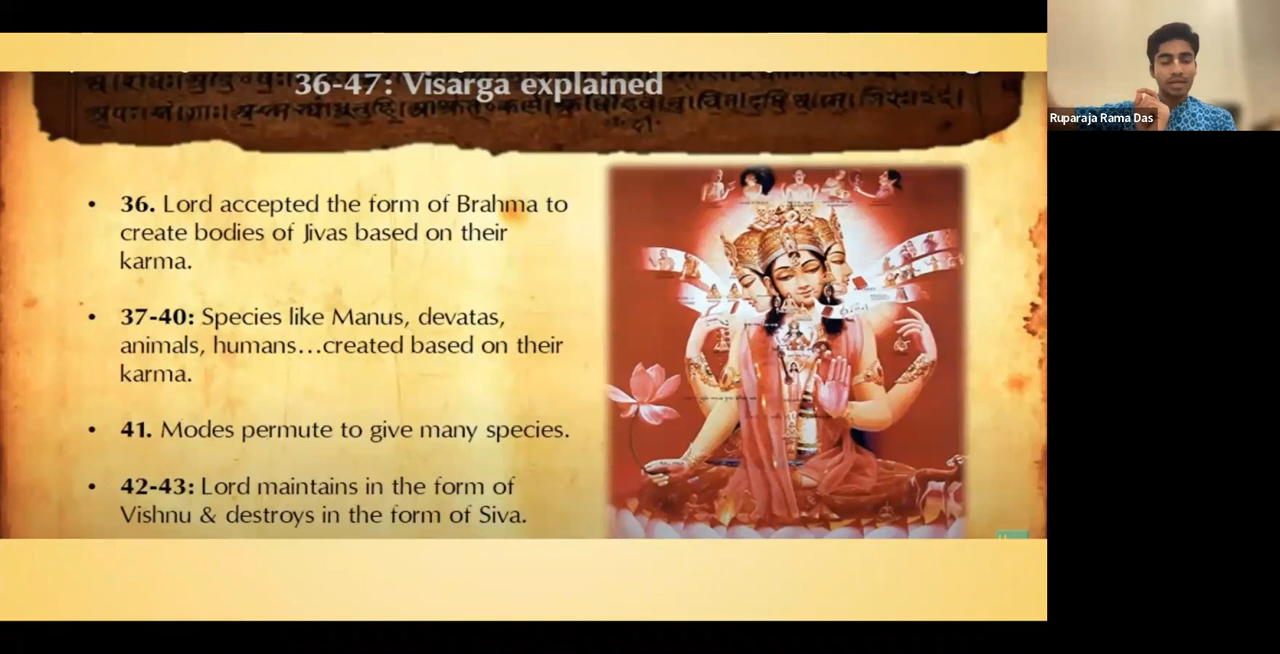 36-47: Visarga explained
Ruparaja Rama Das
• 36. Lord accepted the form of Brahma to
create bodies of Jivas based on their
karma.
• 37-40: Species like Manus, devatas,
animals, humans...created based on their
karma.
• 41. Modes permute to give many species.
• 42-43: Lord maintains in the form of
Vishnu & destroys in the form of Siva.